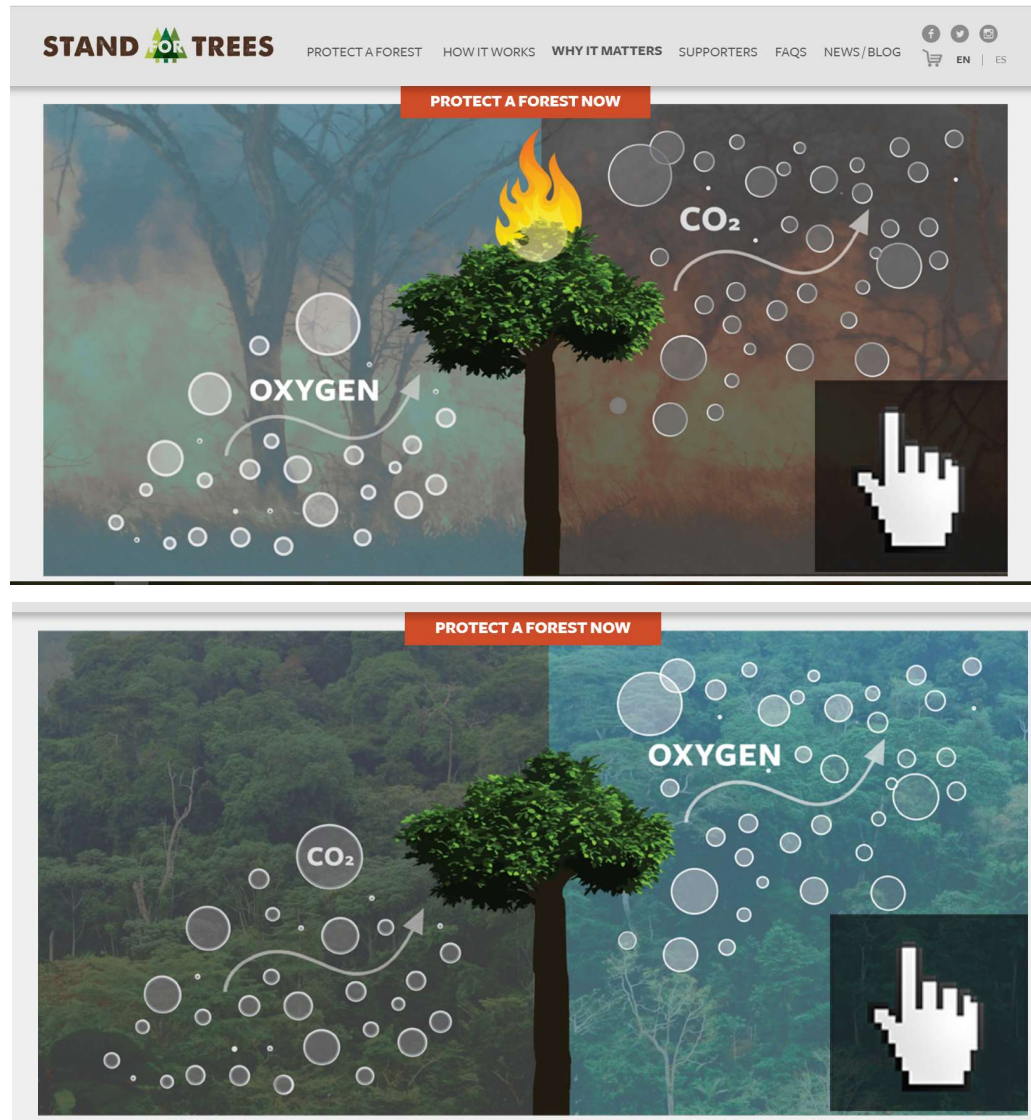 STAND FOR TREES
PROTECT A FOREST HOW IT WORKS WHY IT MATTERS SUPPORTERS FAQS NEWS/BLOG
EN | ES
PROTECT A FOREST NOW
CO₂
OXYGEN
PROTECT A FOREST NOW
OXYGEN
CO₂